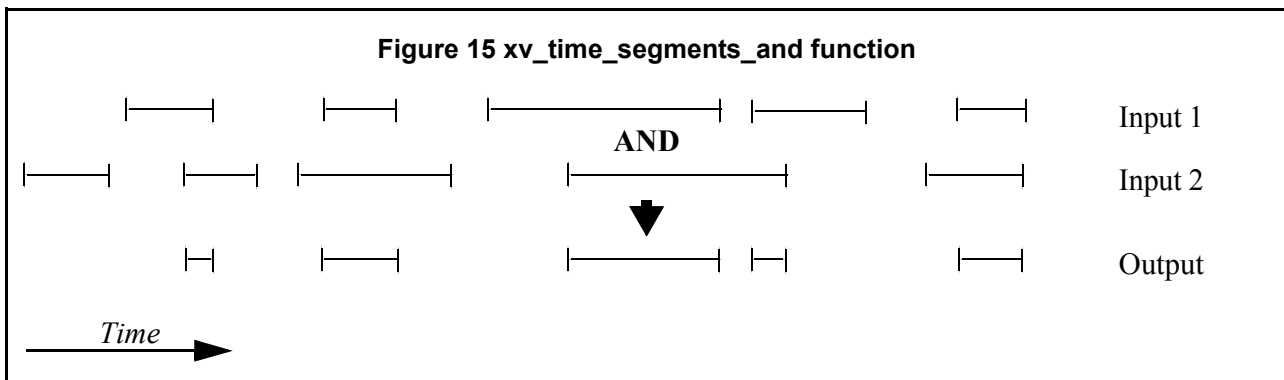 Figure 15 xv_time_segments_and function
Input 1
AND
Input 2
Output
Time